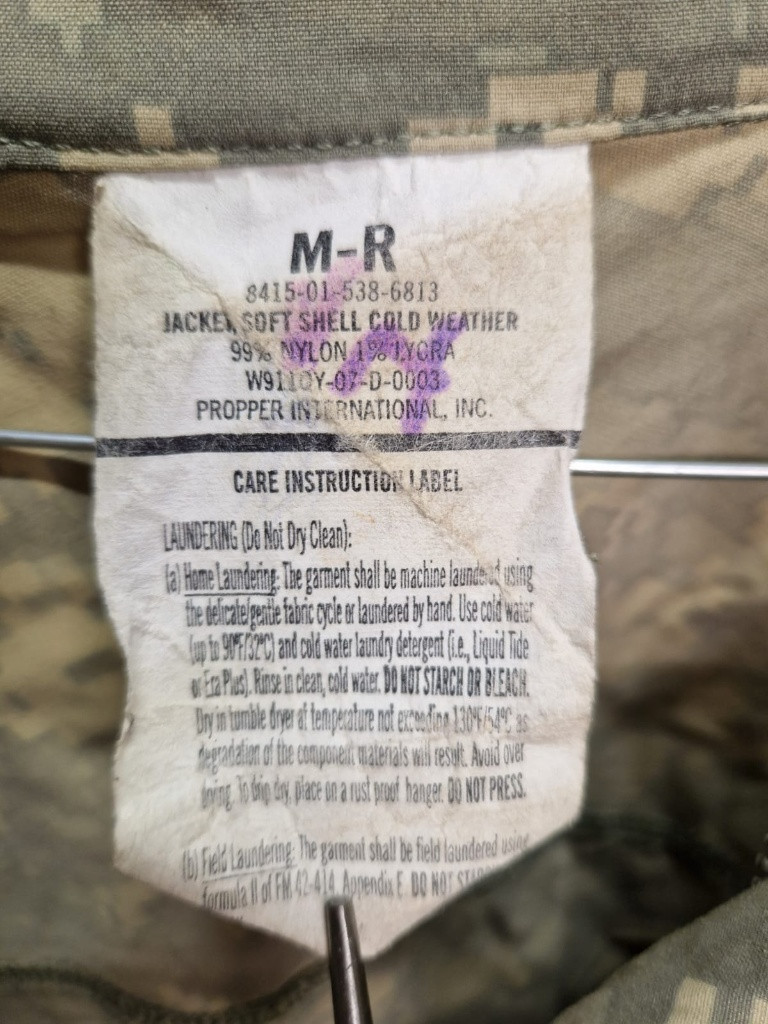 M-R
8415-01-538-6813
JACKET, SOFT SHELL COLD WEATHER
99% NYLON 1% LYCRA
W911QY-07-D-0003
PROPPER INTERNATIONAL, INC.
CARE INSTRUCTION LABEL
LAUNDERING (Do Not Dry Clean):
(a) Home Laundering: The garment shall be machine laundered using
the delicate/gentle fabric cycle or laundered by hand. Use cold water
(up to 90°F/32°C) and cold water laundry detergent (i.e., Liquid Tide
or Era Plus). Rinse in clean, cold water. DO NOT STARCH OR BLEACH.
Dry in tumble dryer at temperature not exceeding 130°F/54°C as
degradation of the component materials will result. Avoid over
drying. To drip dry, place on a rust proof hanger. DO NOT PRESS.
(b) Field Laundering: The garment shall be field laundered using
formula II of FM 42-414, Appendix E. DO NOT